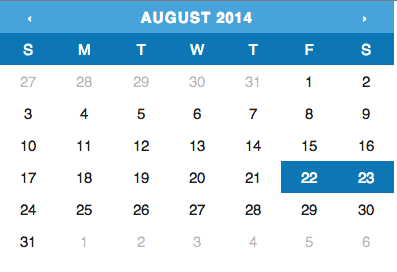 ‹ AUGUST 2014 ›
S M T W T F S
27 28 29 30 31 1 2
3 4 5 6 7 8 9
10 11 12 13 14 15 16
17 18 19 20 21 22 23
24 25 26 27 28 29 30
31 1 2 3 4 5 6